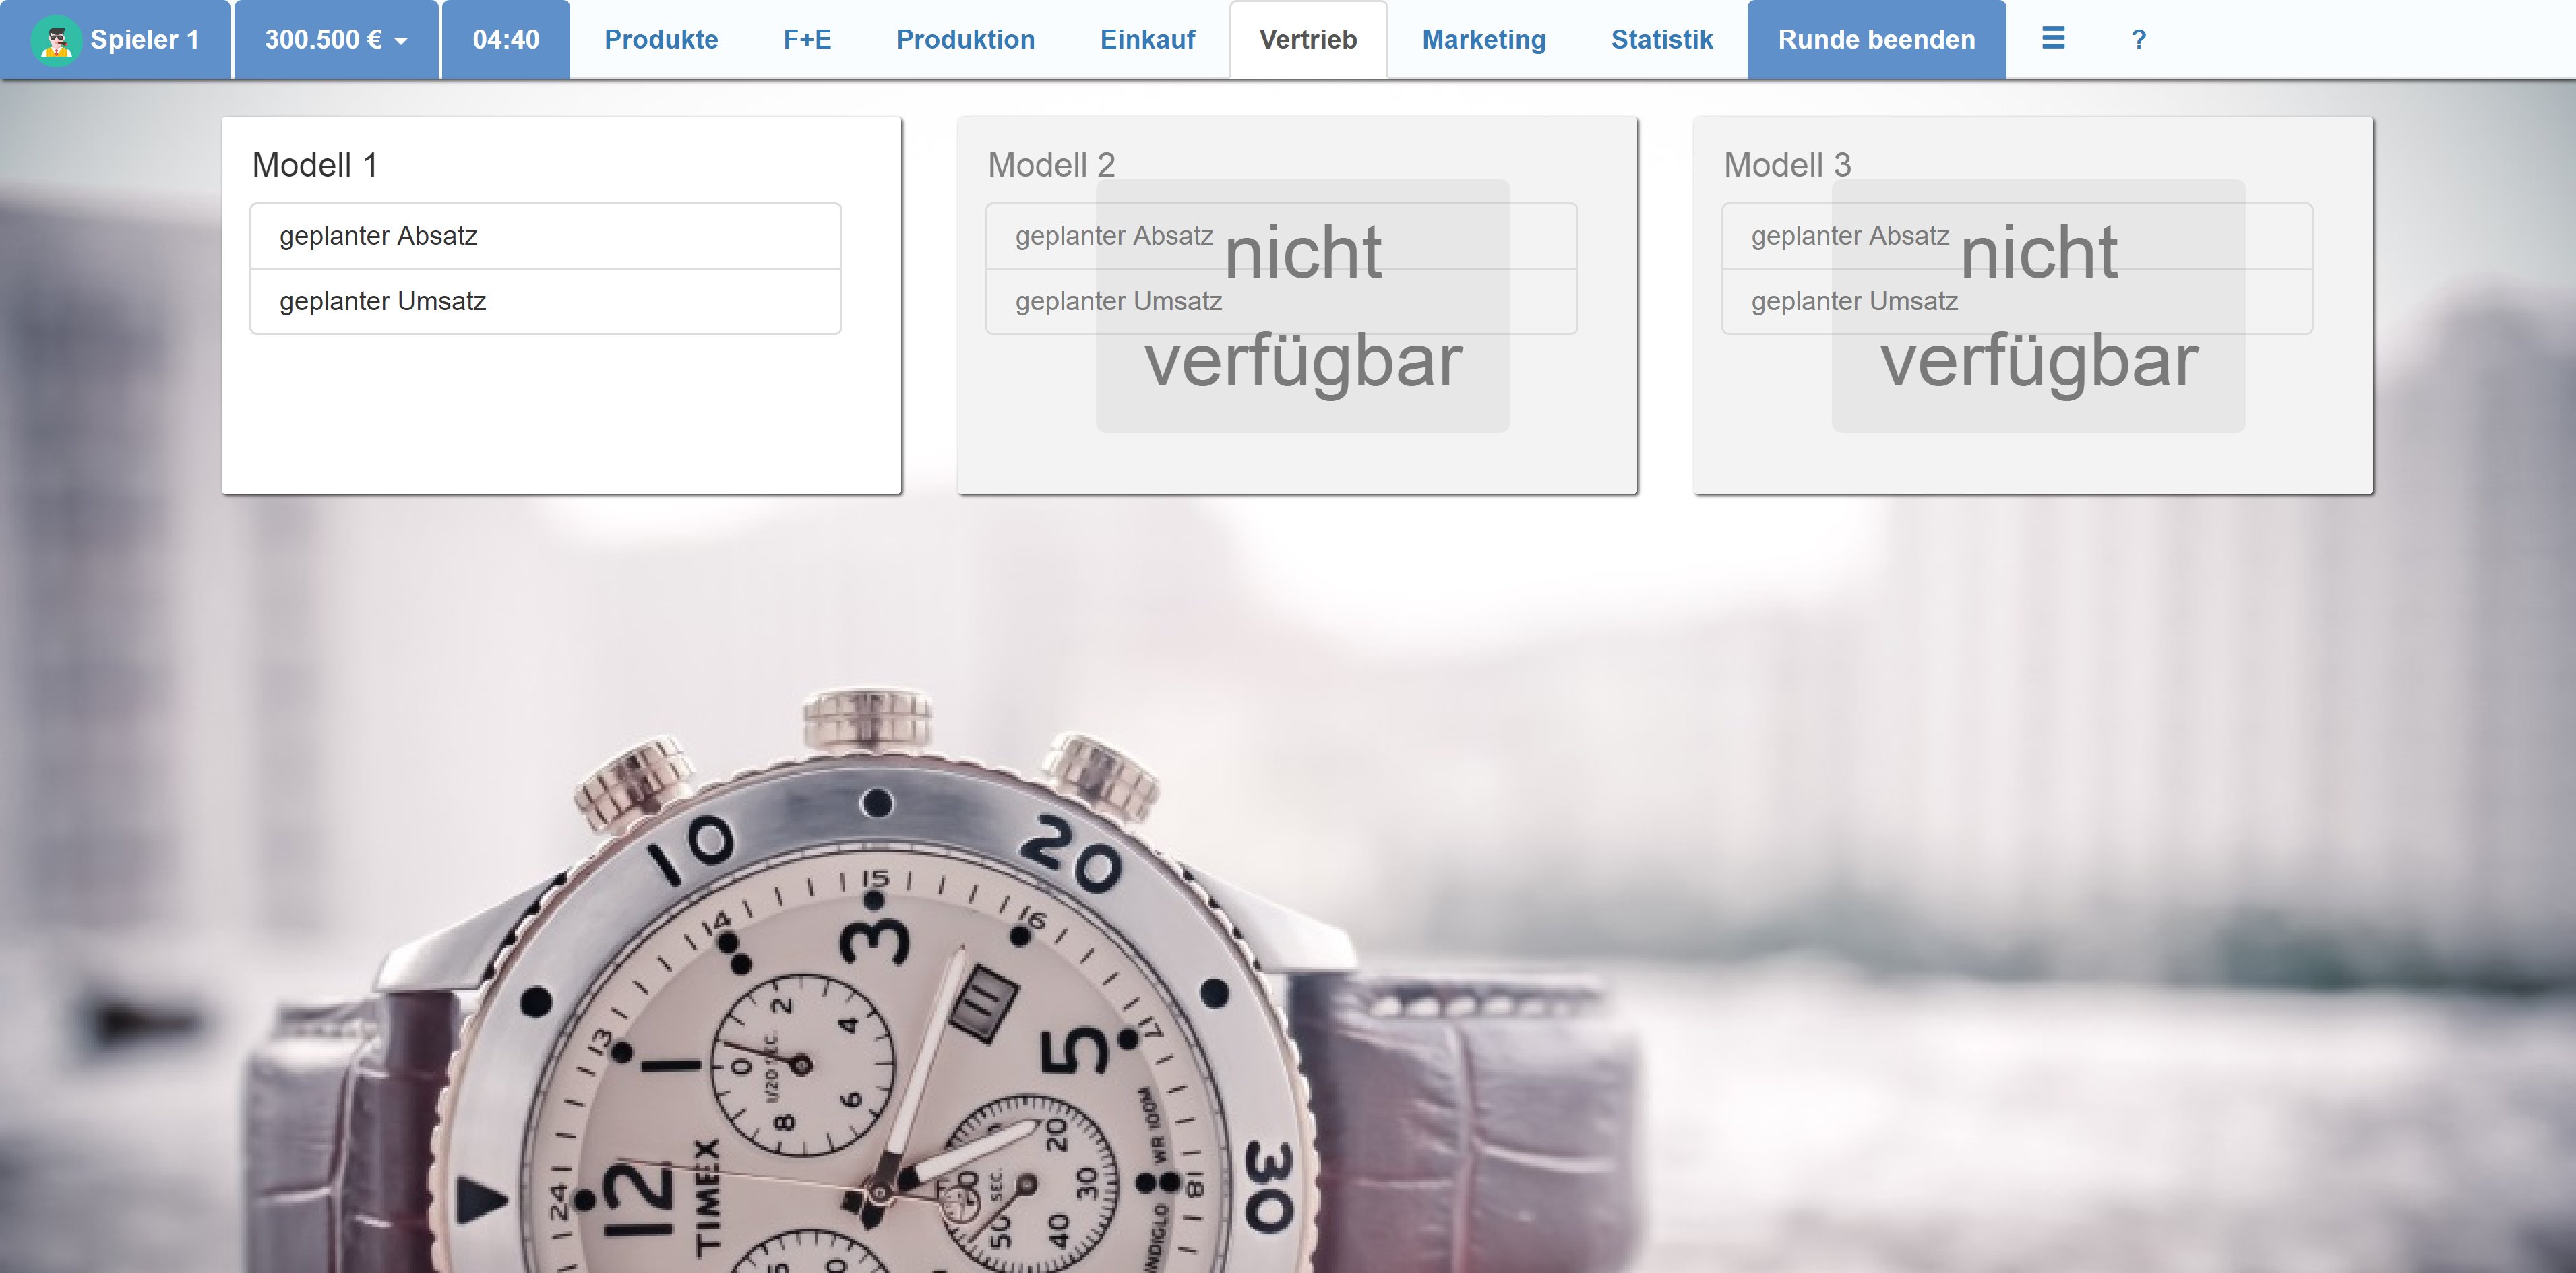 Spieler 1 300.500 € 04:40 Produkte F+E Produktion Einkauf Vertrieb Marketing Statistik Runde beenden ?
Modell 1
geplanter Absatz
geplanter Umsatz
Modell 2
geplanter Absatz
geplanter Umsatz
nicht
verfügbar
Modell 3
geplanter Absatz
geplanter Umsatz
nicht
verfügbar
10
20
30
15
14
16
13
17
24
18
3
1
5
12
TIMEX
0 2 4 6 8
1/20 SEC.
20
30
40
50
SEC.
11
WR 100M